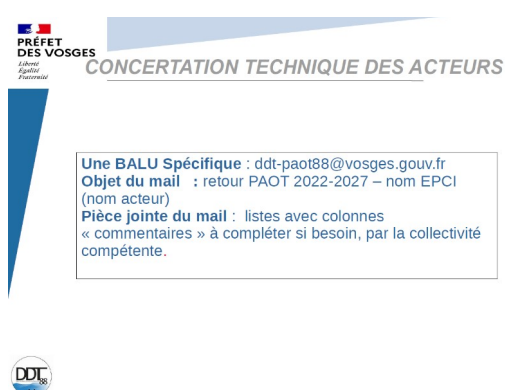 PRÉFET
DES VOSGES
Liberté
Égalité
Fraternité
CONCERTATION TECHNIQUE DES ACTEURS
Une BALU Spécifique : ddt-paot88@vosges.gouv.fr
Objet du mail : retour PAOT 2022-2027 – nom EPCI
(nom acteur)
Pièce jointe du mail : listes avec colonnes
« commentaires » à compléter si besoin, par la collectivité
compétente.
DDT
88